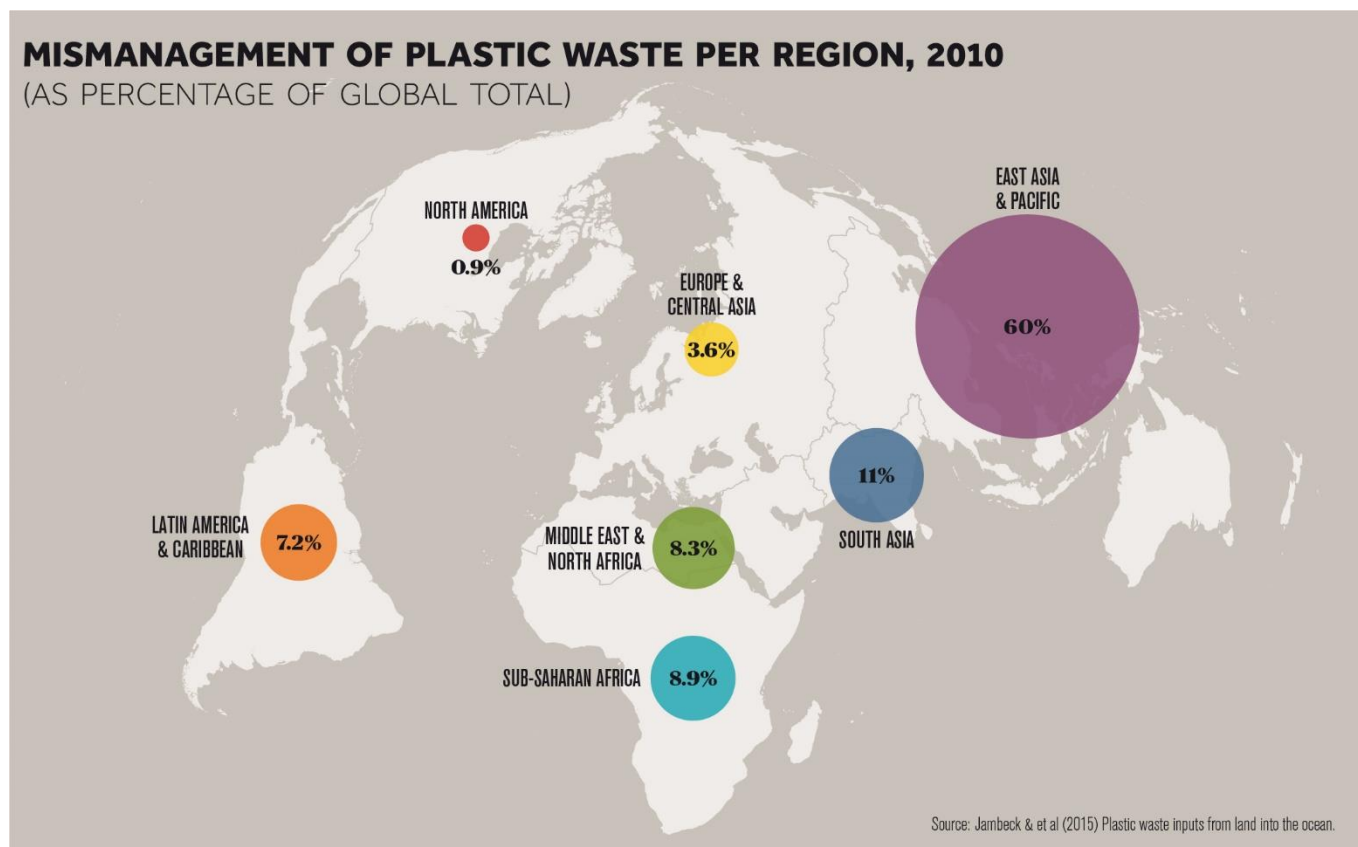 MISMANAGEMENT OF PLASTIC WASTE PER REGION, 2010
(AS PERCENTAGE OF GLOBAL TOTAL)
NORTH AMERICA
0.9%
EUROPE &
CENTRAL ASIA
3.6%
EAST ASIA
& PACIFIC
60%
LATIN AMERICA
& CARIBBEAN
7.2%
MIDDLE EAST &
NORTH AFRICA
8.3%
11%
SOUTH ASIA
SUB-SAHARAN AFRICA
8.9%
Source: Jambeck & et al (2015) Plastic waste inputs from land into the ocean.